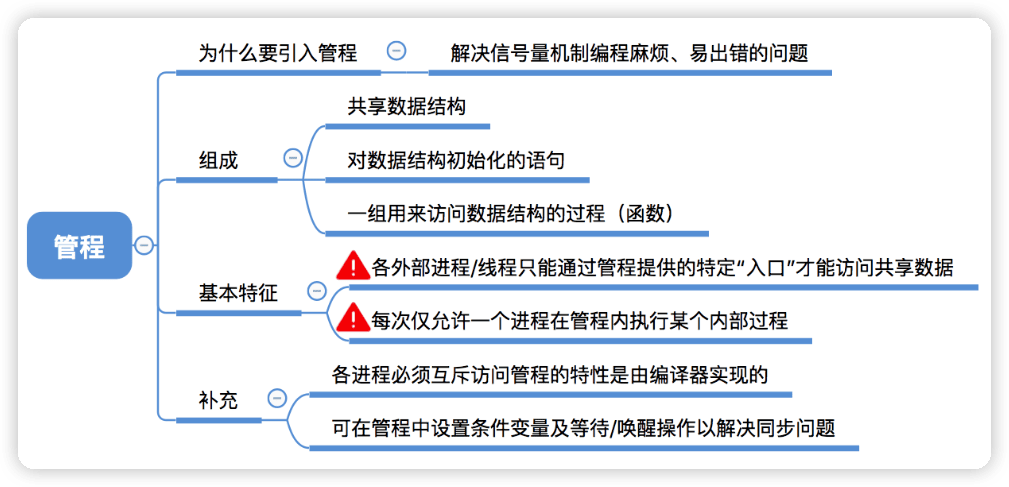 为什么要引入管程
解决信号量机制编程麻烦、易出错的问题
共享数据结构
组成
对数据结构初始化的语句
一组用来访问数据结构的过程（函数）
管程
各外部进程/线程只能通过管程提供的特定“入口”才能访问共享数据
基本特征
每次仅允许一个进程在管程内执行某个内部过程
各进程必须互斥访问管程的特性是由编译器实现的
补充
可在管程中设置条件变量及等待/唤醒操作以解决同步问题